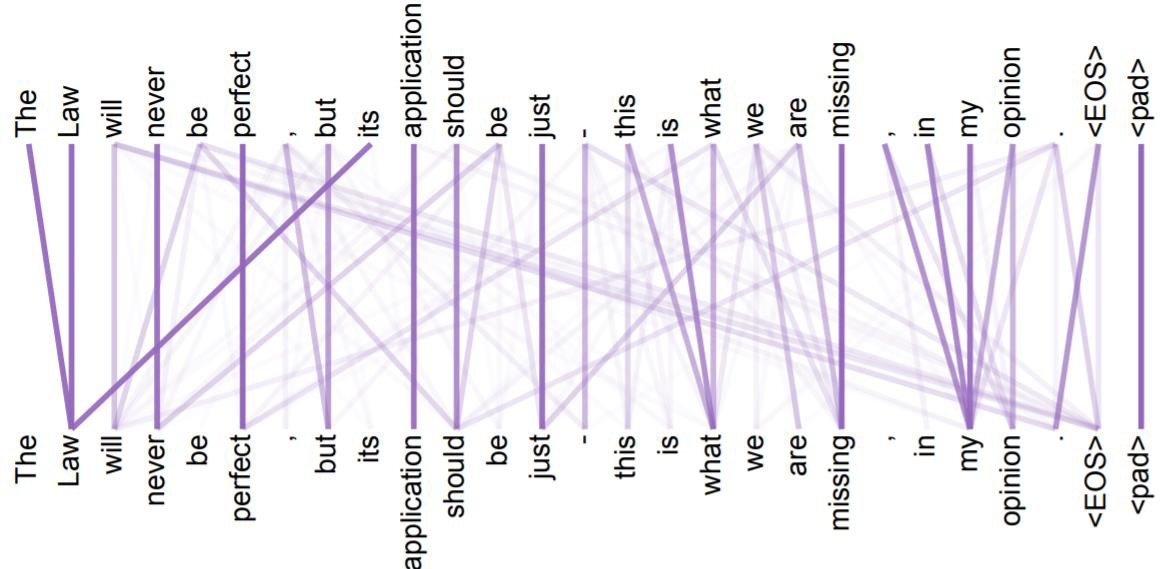 The Law will never be perfect , but its application should be just - this is what we are missing , in my opinion . <EOS> <pad>
The Law will never be perfect , but its application should be just - this is what we are missing , in my opinion . <EOS> <pad>